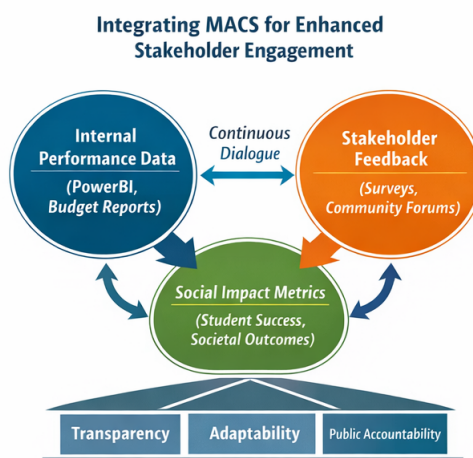 Integrating MACS for Enhanced
Stakeholder Engagement
Internal
Performance Data
(PowerBI,
Budget Reports)
Continuous
Dialogue
Stakeholder
Feedback
(Surveys,
Community Forums)
Social Impact Metrics
(Student Success,
Societal Outcomes)
Transparency
Adaptability
Public Accountability